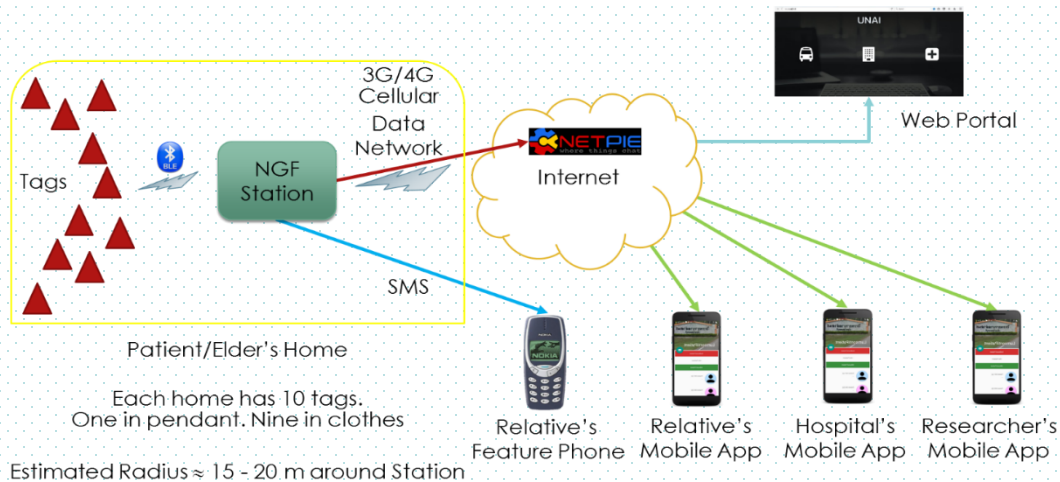 UNAI
3G/4G
Cellular
Data
Network
Web Portal
BLE
NETPIE
where things chat
Tags
NGF
Station
Internet
SMS
NOKIA
Patient/Elder's Home
Each home has 10 tags.
One in pendant. Nine in clothes
Relative's
Feature Phone
Relative's
Mobile App
Hospital's
Mobile App
Researcher's
Mobile App
Estimated Radius ≈ 15 - 20 m around Station